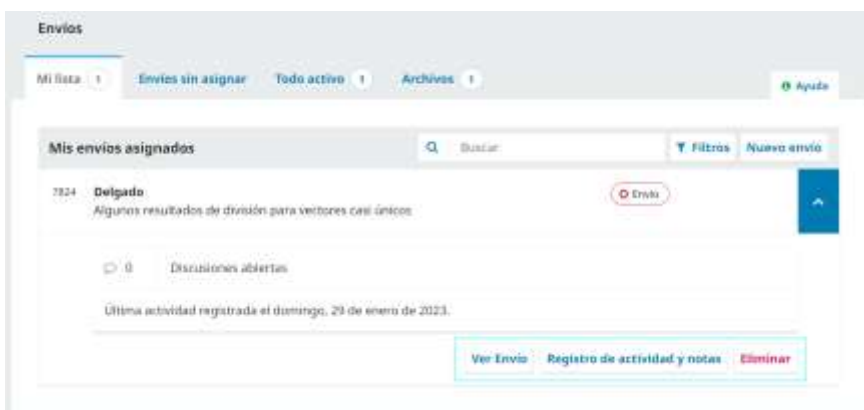 Envíos
Mi lista 1 Envíos sin asignar Todo activo 1 Archivos 1 Ayuda
Mis envíos asignados Buscar Filtros Nuevo envío
7824 Delgado Envío
Algunos resultados de división para vectores casi únicos
0 Discusiones abiertas
Última actividad registrada el domingo, 29 de enero de 2023.
Ver Envío Registro de actividad y notas Eliminar